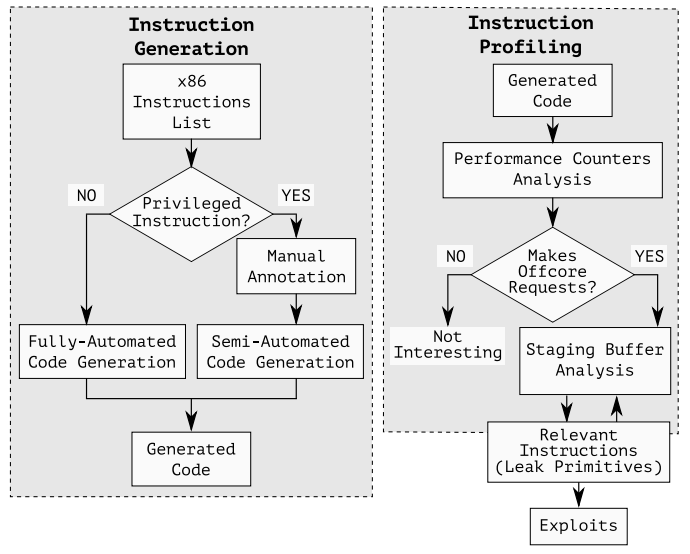 Instruction
Generation
x86
Instructions
List
NO
Privileged
Instruction?
YES
Manual
Annotation
Fully-Automated
Code Generation
Semi-Automated
Code Generation
Generated
Code
Instruction
Profiling
Generated
Code
Performance Counters
Analysis
NO
Makes
Offcore
Requests?
YES
Not
Interesting
Staging Buffer
Analysis
Relevant
Instructions
(Leak Primitives)
Exploits